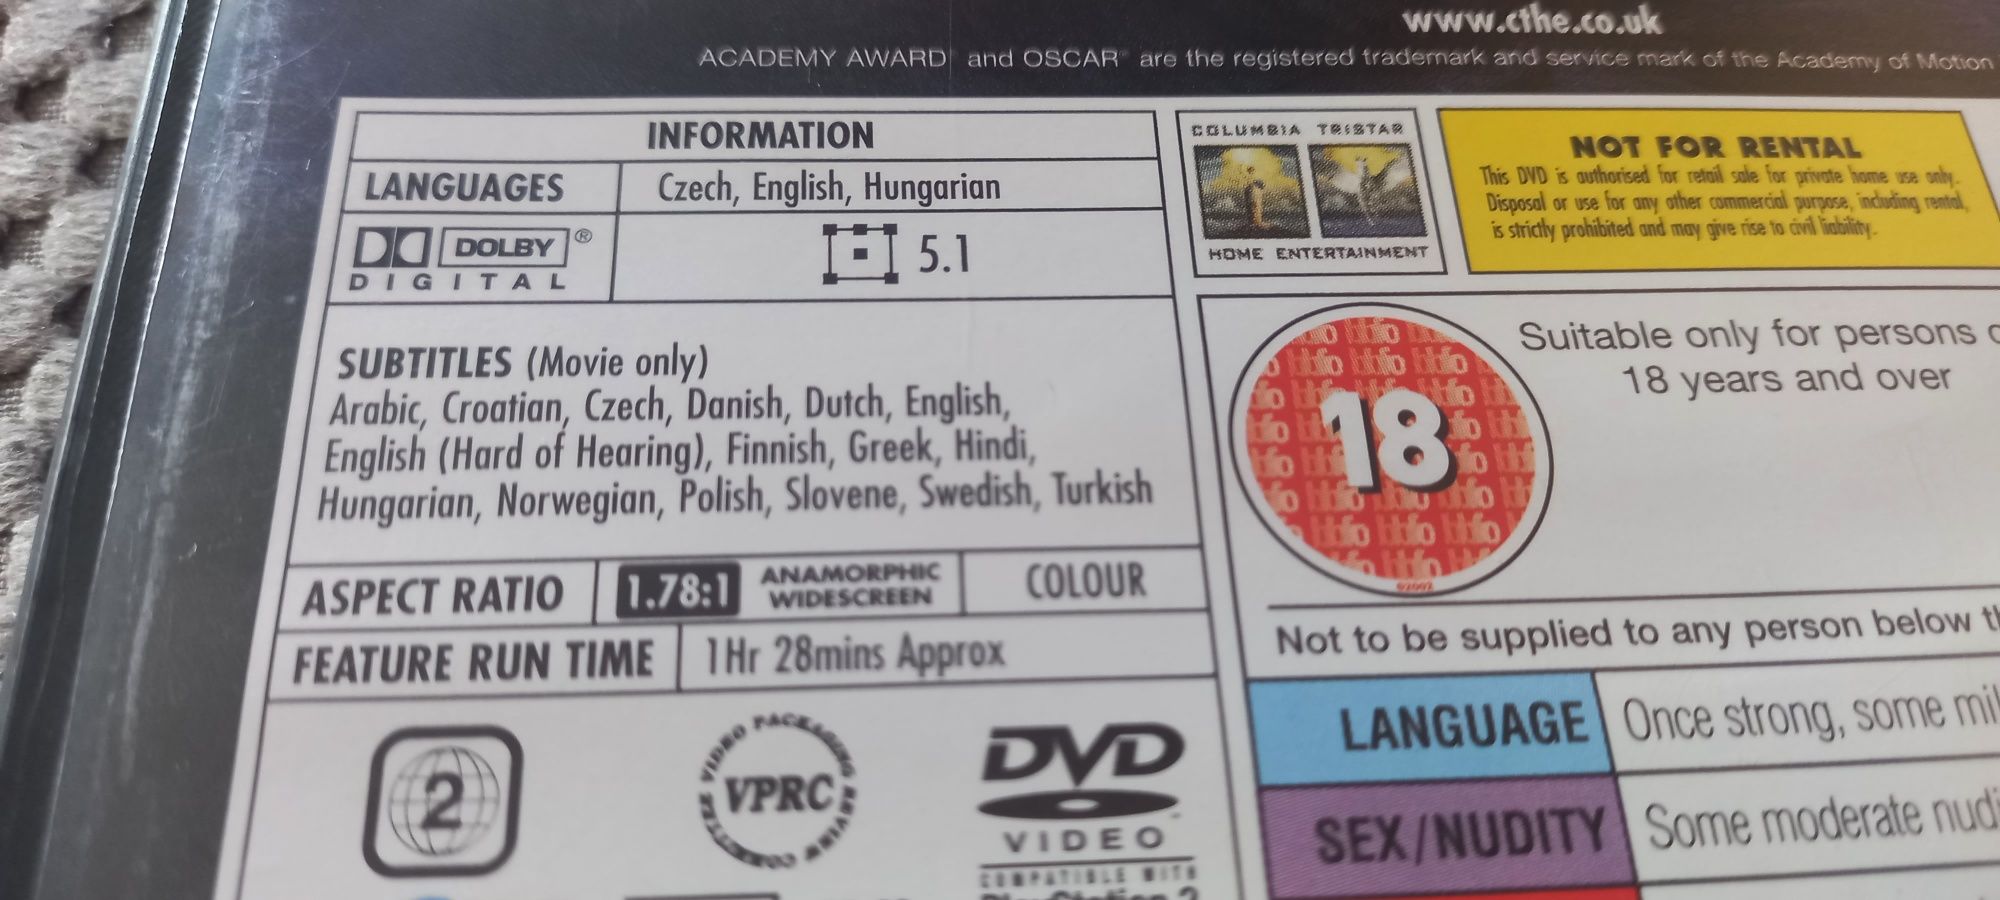 www.cthe.co.uk
ACADEMY AWARD® and OSCAR® are the registered trademark and service mark of the Academy of Motion
INFORMATION
LANGUAGES Czech, English, Hungarian
DOLBY®
DIGITAL
5.1
SUBTITLES (Movie only)
Arabic, Croatian, Czech, Danish, Dutch, English,
English (Hard of Hearing), Finnish, Greek, Hindi,
Hungarian, Norwegian, Polish, Slovene, Swedish, Turkish
ASPECT RATIO 1.78:1 ANAMORPHIC
WIDESCREEN
COLOUR
FEATURE RUN TIME 1Hr 28mins Approx
2
VIDEO PACKAGING REVIEW COMMITTEE
VPRC
DVD
VIDEO™
COMPATIBLE WITH
PlayStation 2
COLUMBIA TRISTAR
HOME ENTERTAINMENT
NOT FOR RENTAL
This DVD is authorised for retail sale for private home use only.
Disposal or use for any other commercial purpose, including rental,
is strictly prohibited and may give rise to civil liability.
18
Suitable only for persons
18 years and over
Not to be supplied to any person below
LANGUAGE Once strong, some
SEX/NUDITY Some moderate